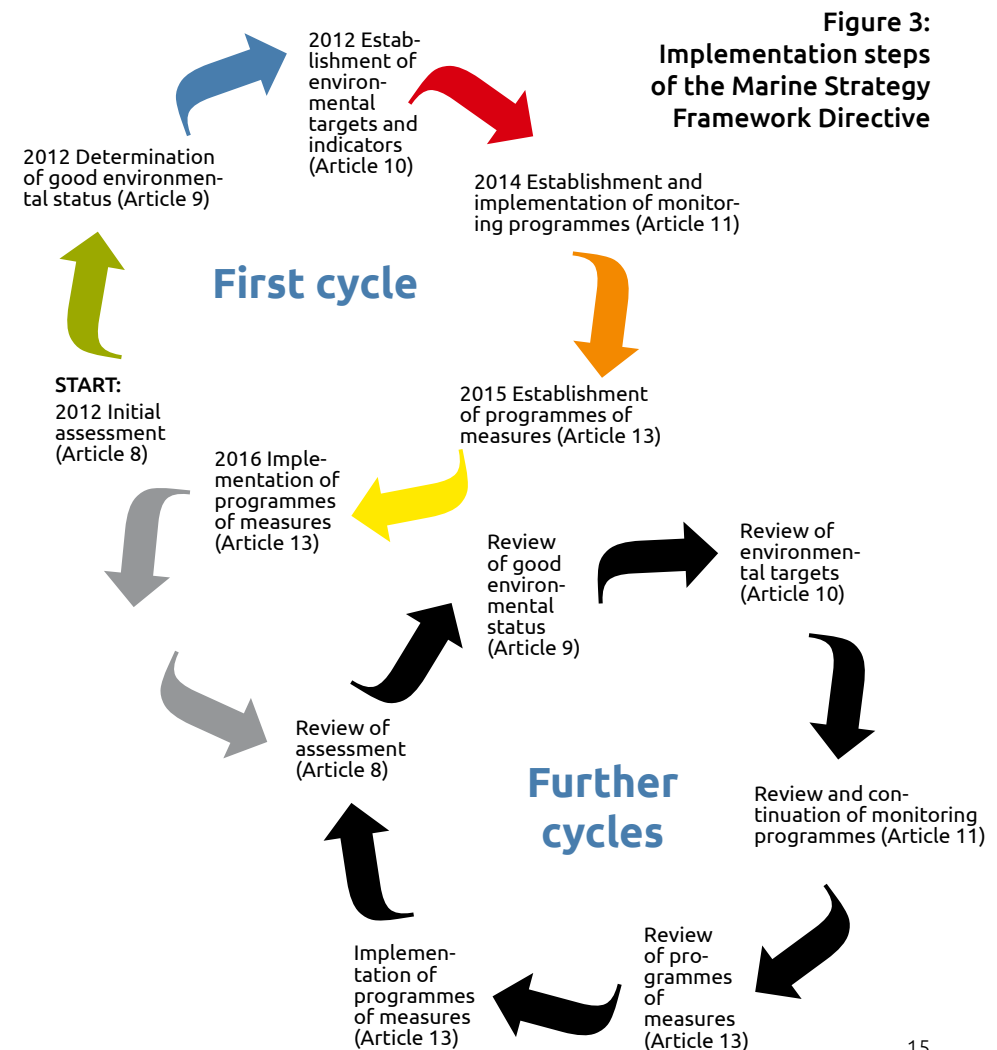 Figure 3:
Implementation steps
of the Marine Strategy
Framework Directive
First cycle
START:
2012 Initial
assessment
(Article 8)
2012 Determination
of good environmen-
tal status (Article 9)
2012 Estab-
lishment of
environ-
mental
targets and
indicators
(Article 10)
2014 Establishment and
implementation of monitor-
ing programmes (Article 11)
2015 Establishment
of programmes of
measures (Article 13)
2016 Imple-
mentation of
programmes
of measures
(Article 13)
Further
cycles
Review of
assessment
(Article 8)
Review
of good
environ-
mental
status
(Article 9)
Review of
environmen-
tal targets
(Article 10)
Review and con-
tinuation of monitoring
programmes (Article 11)
Review
of pro-
grammes
of
measures
(Article 13)
Implemen-
tation of
programmes
of measures
(Article 13)
15